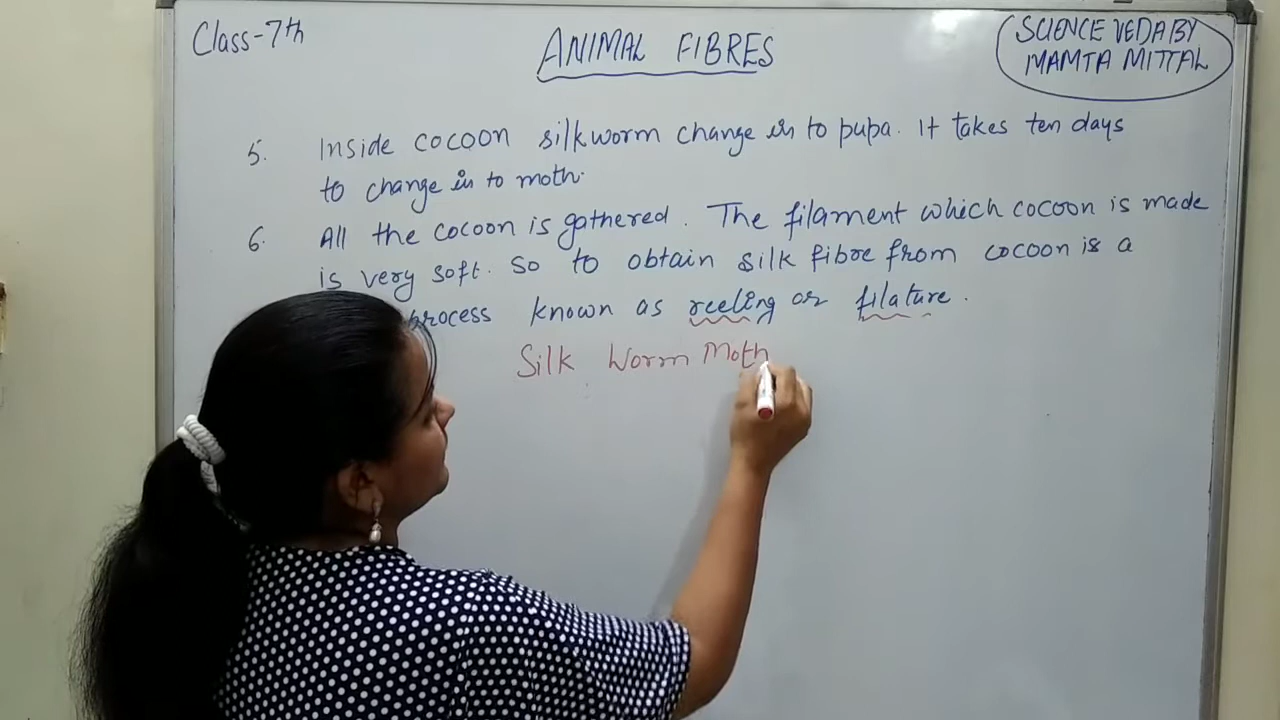 Class-7th
ANIMAL FIBRES
SCIENCE VEDA BY
MAMTA MITTAL
5. Inside cocoon silkworm change in to pupa. It takes ten days
to change in to moth.
6. All the cocoon is gathered. The filament which cocoon is made
is very soft. So to obtain silk fibre from cocoon is a
process known as reeling or filature.
Silk Worm Moth